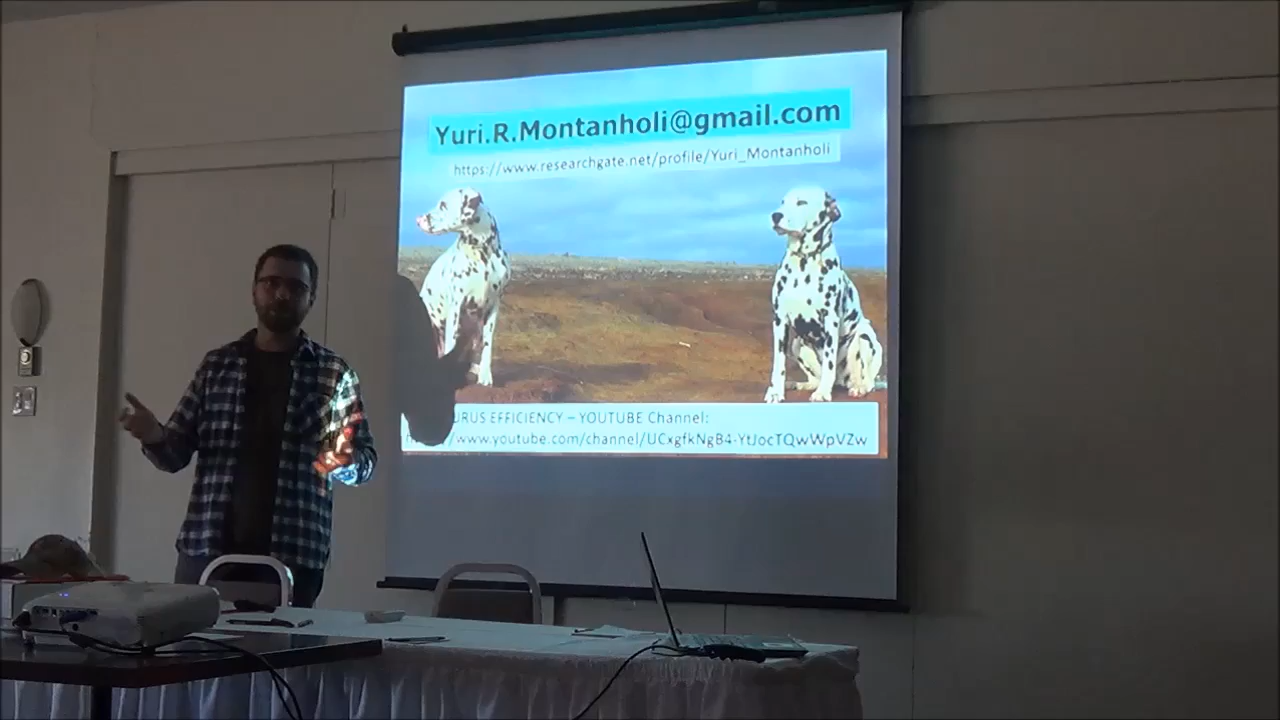 Yuri.R.Montanholi@gmail.com
https://www.researchgate.net/profile/Yuri_Montanholi
EFFICIENCY – YOUTUBE Channel:
www.youtube.com/channel/UCxgfkNgB4-YtJocTQwWpVZw